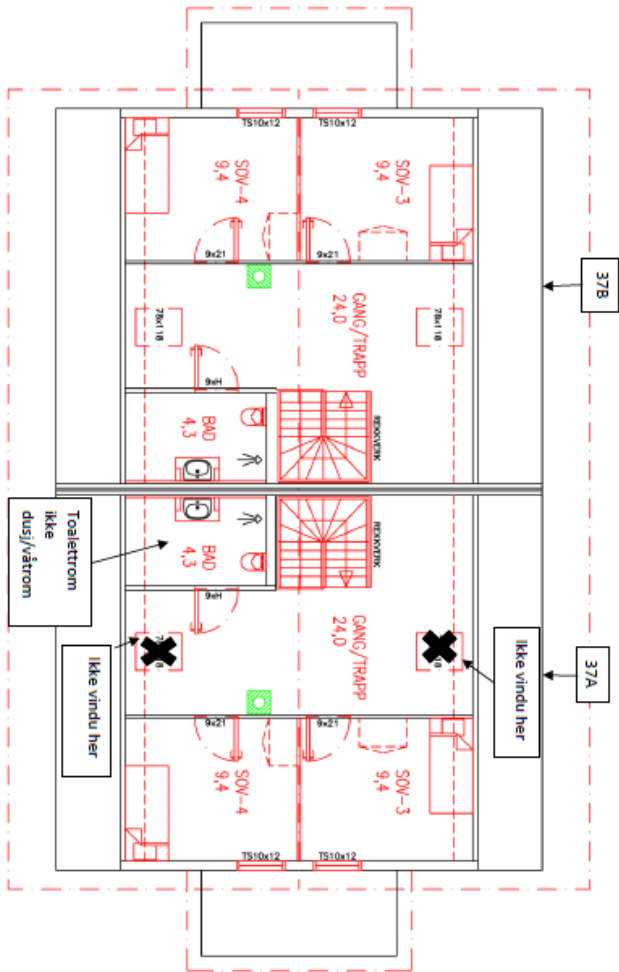 TS10x12
TS10x12
SOV-4
9,4
SOV-3
9,4
9x21
9x21
37B
GANG/TRAPP
24,0
78x118
78x118
9xH
BAD
4,3
REKKVERK
Toalettrom
ikke
dusj/våtrom
BAD
4,3
REKKVERK
9xH
GANG/TRAPP
24,0
Ikke vindu her
Ikke vindu her
37A
18
9x21
9x21
SOV-4
9,4
SOV-3
9,4
TS10x12
TS10x12